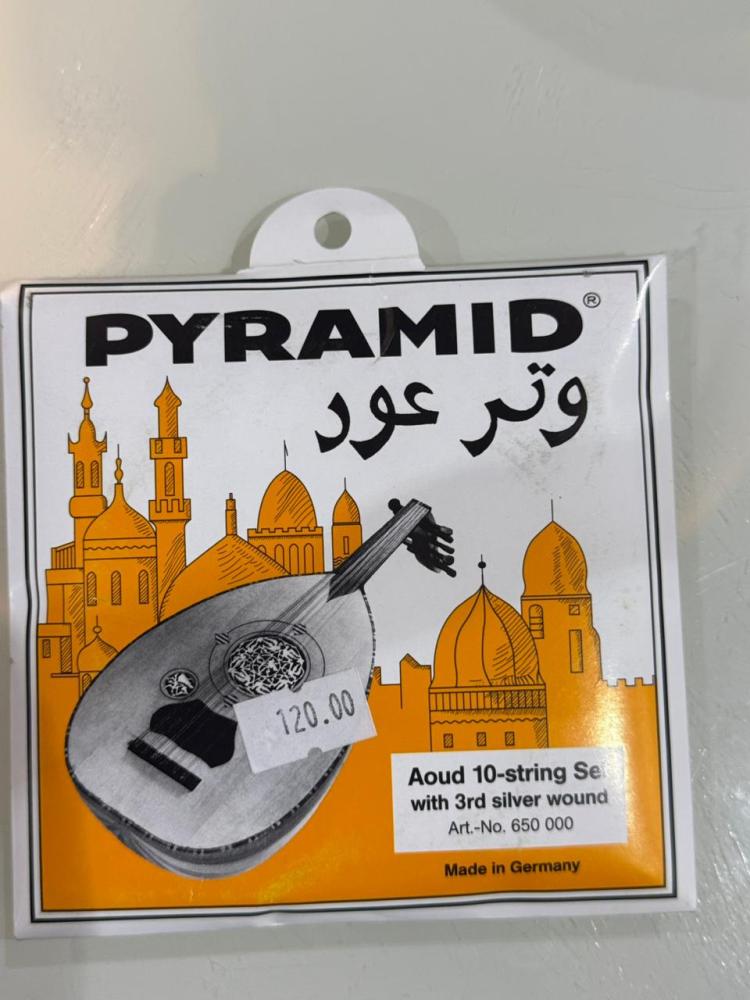 PYRAMID®
وتر عود
120.00
Aoud 10-string Set
with 3rd silver wound
Art.-No. 650 000
Made in Germany